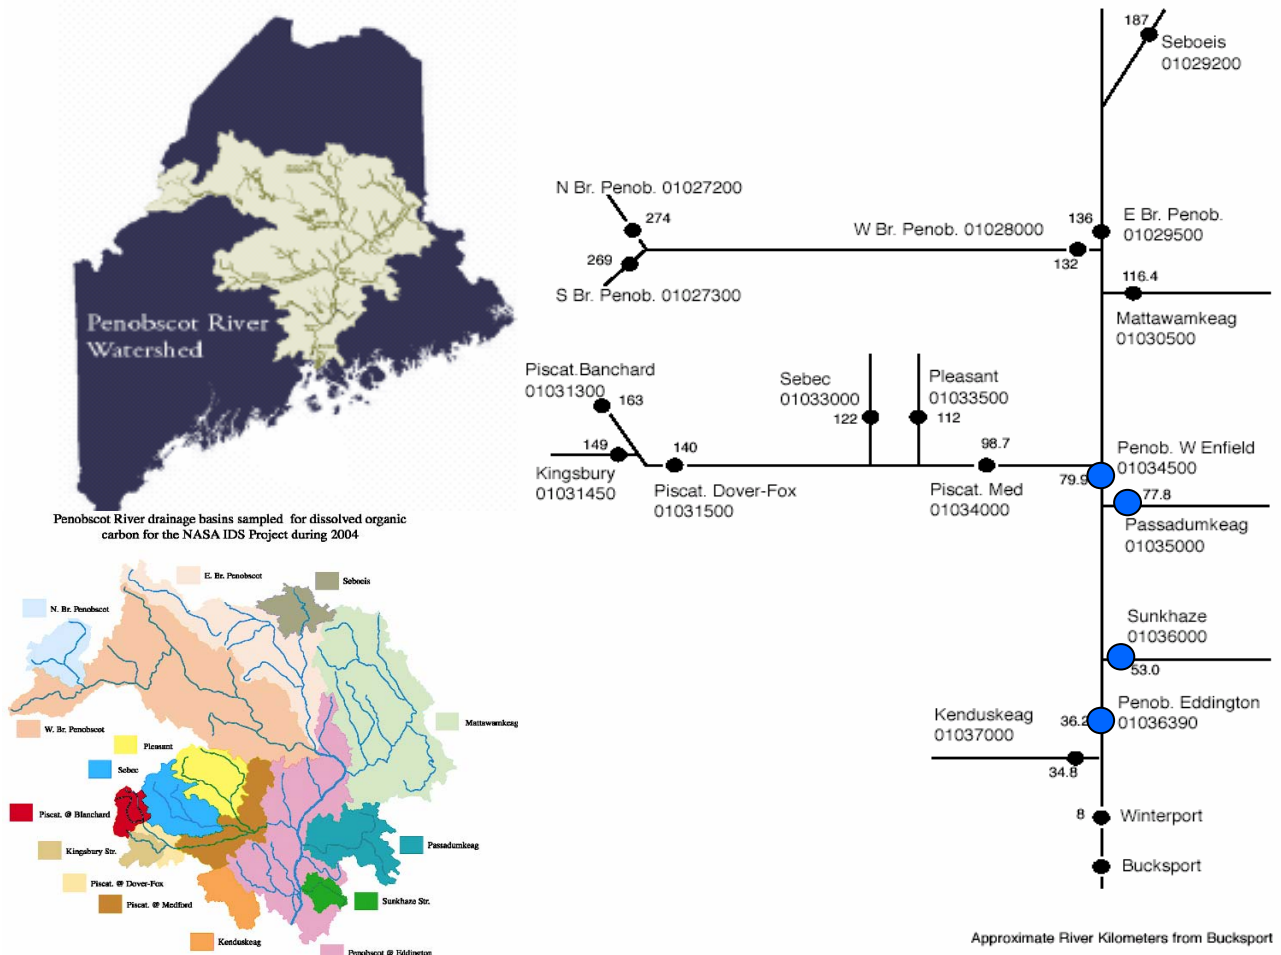 Penobscot River
Watershed
Penobscot River drainage basins sampled for dissolved organic
carbon for the NASA IDS Project during 2004
E. Br. Penobscot
Seboeis
N. Br. Penobscot
W. Br. Penobscot
Mattawamkeag
Pleasant
Sebec
Piscat. @ Blanchard
Kingsbury Str.
Passadumkeag
Piscat. @ Dover-Fox
Piscat. @ Medford
Sunkhaze Str.
Kenduskeag
Penobscot @ Eddington
187
Seboeis
01029200
N Br. Penob. 01027200
274
269
S Br. Penob. 01027300
W Br. Penob. 01028000
132
136
E Br. Penob.
01029500
116.4
Mattawamkeag
01030500
Piscat.Banchard
01031300
163
149
Kingsbury
01031450
140
Piscat. Dover-Fox
01031500
Sebec
01033000
122
Pleasant
01033500
112
98.7
Piscat. Med
01034000
Penob. W Enfield
01034500
79.9
77.8
Passadumkeag
01035000
Sunkhaze
01036000
53.0
Penob. Eddington
01036390
36.2
Kenduskeag
01037000
34.8
8
Winterport
Bucksport
Approximate River Kilometers from Bucksport